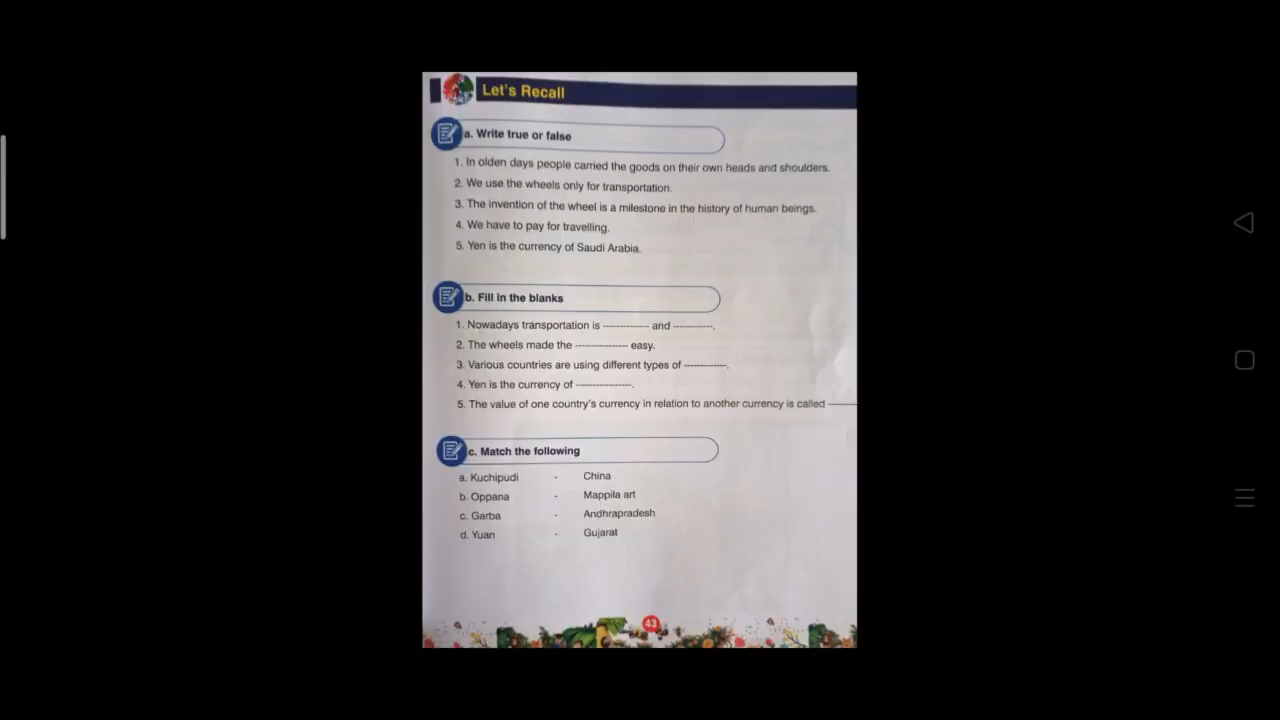 Let's Recall
a. Write true or false
1. In olden days people carried the goods on their own heads and shoulders.
2. We use the wheels only for transportation.
3. The invention of the wheel is a milestone in the history of human beings.
4. We have to pay for travelling.
5. Yen is the currency of Saudi Arabia.
b. Fill in the blanks
1. Nowadays transportation is ------------- and -----------.
2. The wheels made the --------------- easy.
3. Various countries are using different types of ------------.
4. Yen is the currency of ----------------.
5. The value of one country's currency in relation to another currency is called --------
c. Match the following
a. Kuchipudi - China
b. Oppana - Mappila art
c. Garba - Andhrapradesh
d. Yuan - Gujarat
43